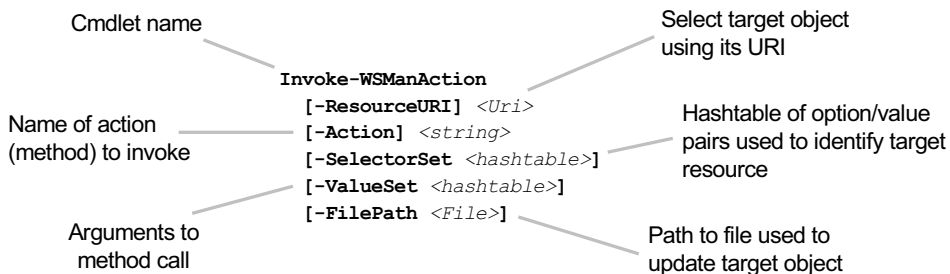 Cmdlet name
Select target object
using its URI
Invoke-WSManAction
[-ResourceURI] <Uri>
[-Action] <string>
[-SelectorSet <hashtable>]
[-ValueSet <hashtable>]
[-FilePath <File>]
Name of action
(method) to invoke
Hashtable of option/value
pairs used to identify target
resource
Arguments to
method call
Path to file used to
update target object